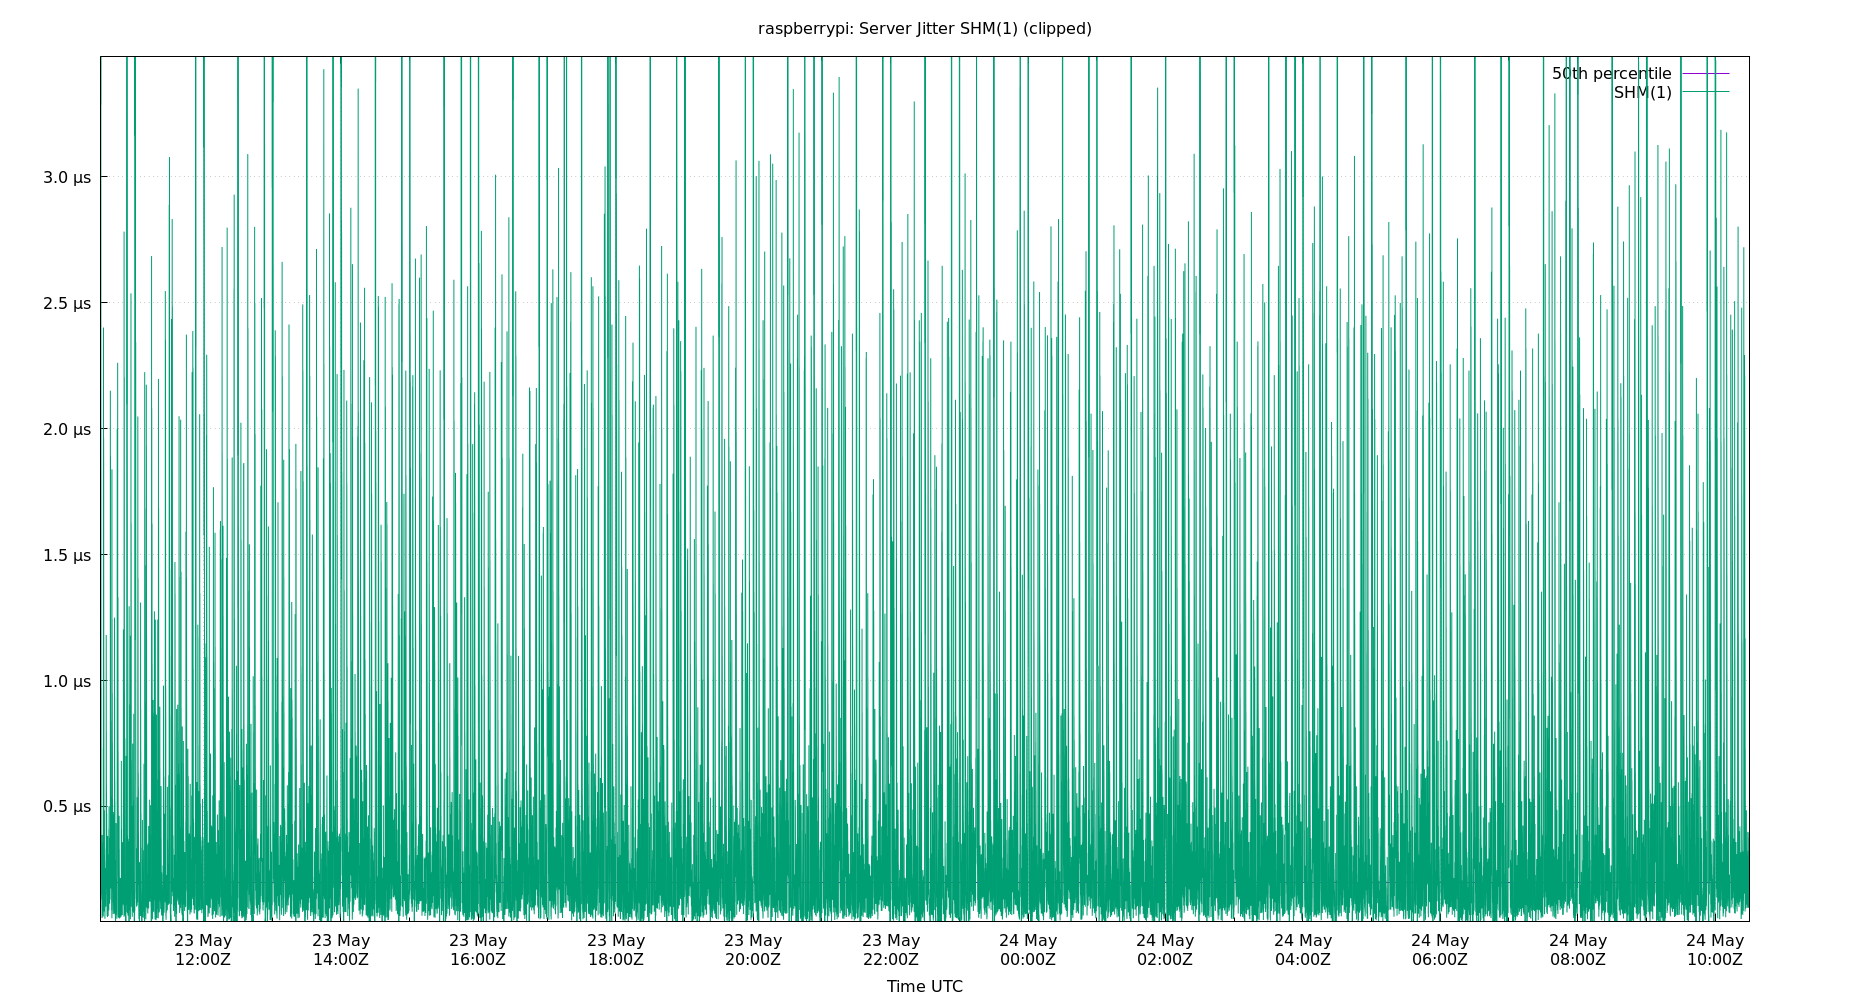 raspberrypi: Server Jitter SHM(1) (clipped)
50th percentile
SHM(1)
3.0 µs
2.5 µs
2.0 µs
1.5 µs
1.0 µs
0.5 µs
23 May 23 May 23 May 23 May 23 May 23 May 24 May 24 May 24 May 24 May 24 May 24 May
12:00Z 14:00Z 16:00Z 18:00Z 20:00Z 22:00Z 00:00Z 02:00Z 04:00Z 06:00Z 08:00Z 10:00Z
Time UTC